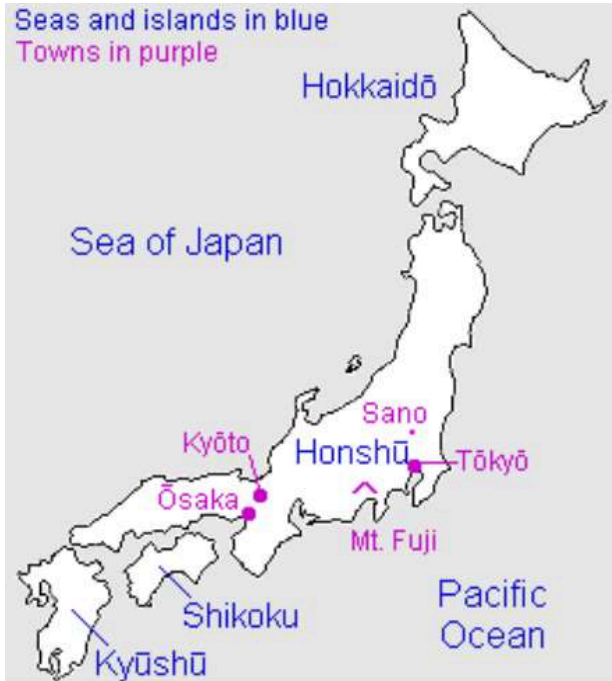 Seas and islands in blue
Towns in purple
Hokkaidō
Sea of Japan
Sano
Kyōto
Honshū
Tōkyō
Ōsaka
Mt. Fuji
Shikoku
Pacific
Ocean
Kyūshū